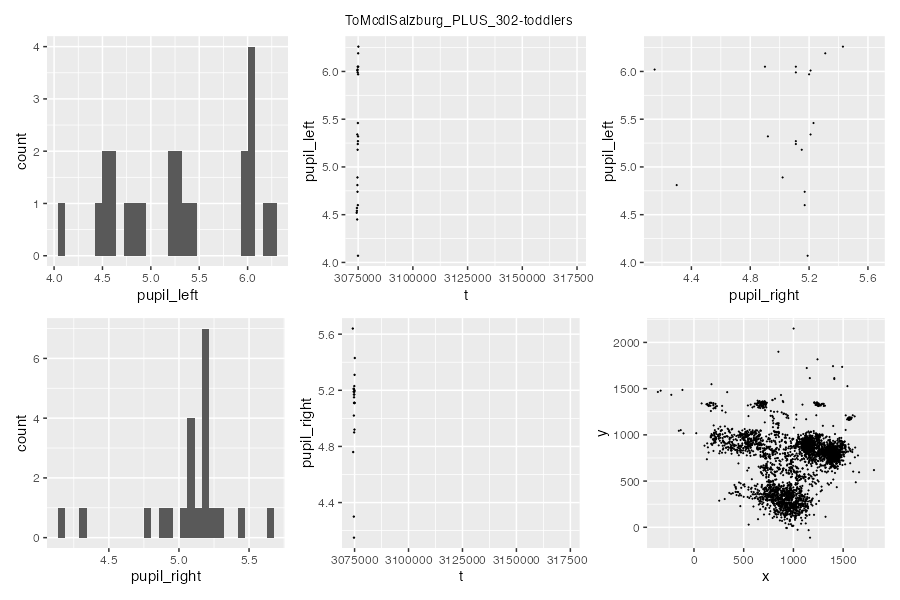 ToMcdlSalzburg_PLUS_302-toddlers
count
4
3
2
1
0
4.0 4.5 5.0 5.5 6.0
pupil_left
pupil_left
6.0
5.5
5.0
4.5
4.0
3075000 3100000 3125000 3150000 317500
t
pupil_left
6.0
5.5
5.0
4.5
4.0
4.4 4.8 5.2 5.6
pupil_right
count
6
4
2
0
4.5 5.0 5.5
pupil_right
pupil_right
5.6
5.2
4.8
4.4
3075000 3100000 3125000 3150000 317500
t
y
2000
1500
1000
500
0
0 500 1000 1500
x